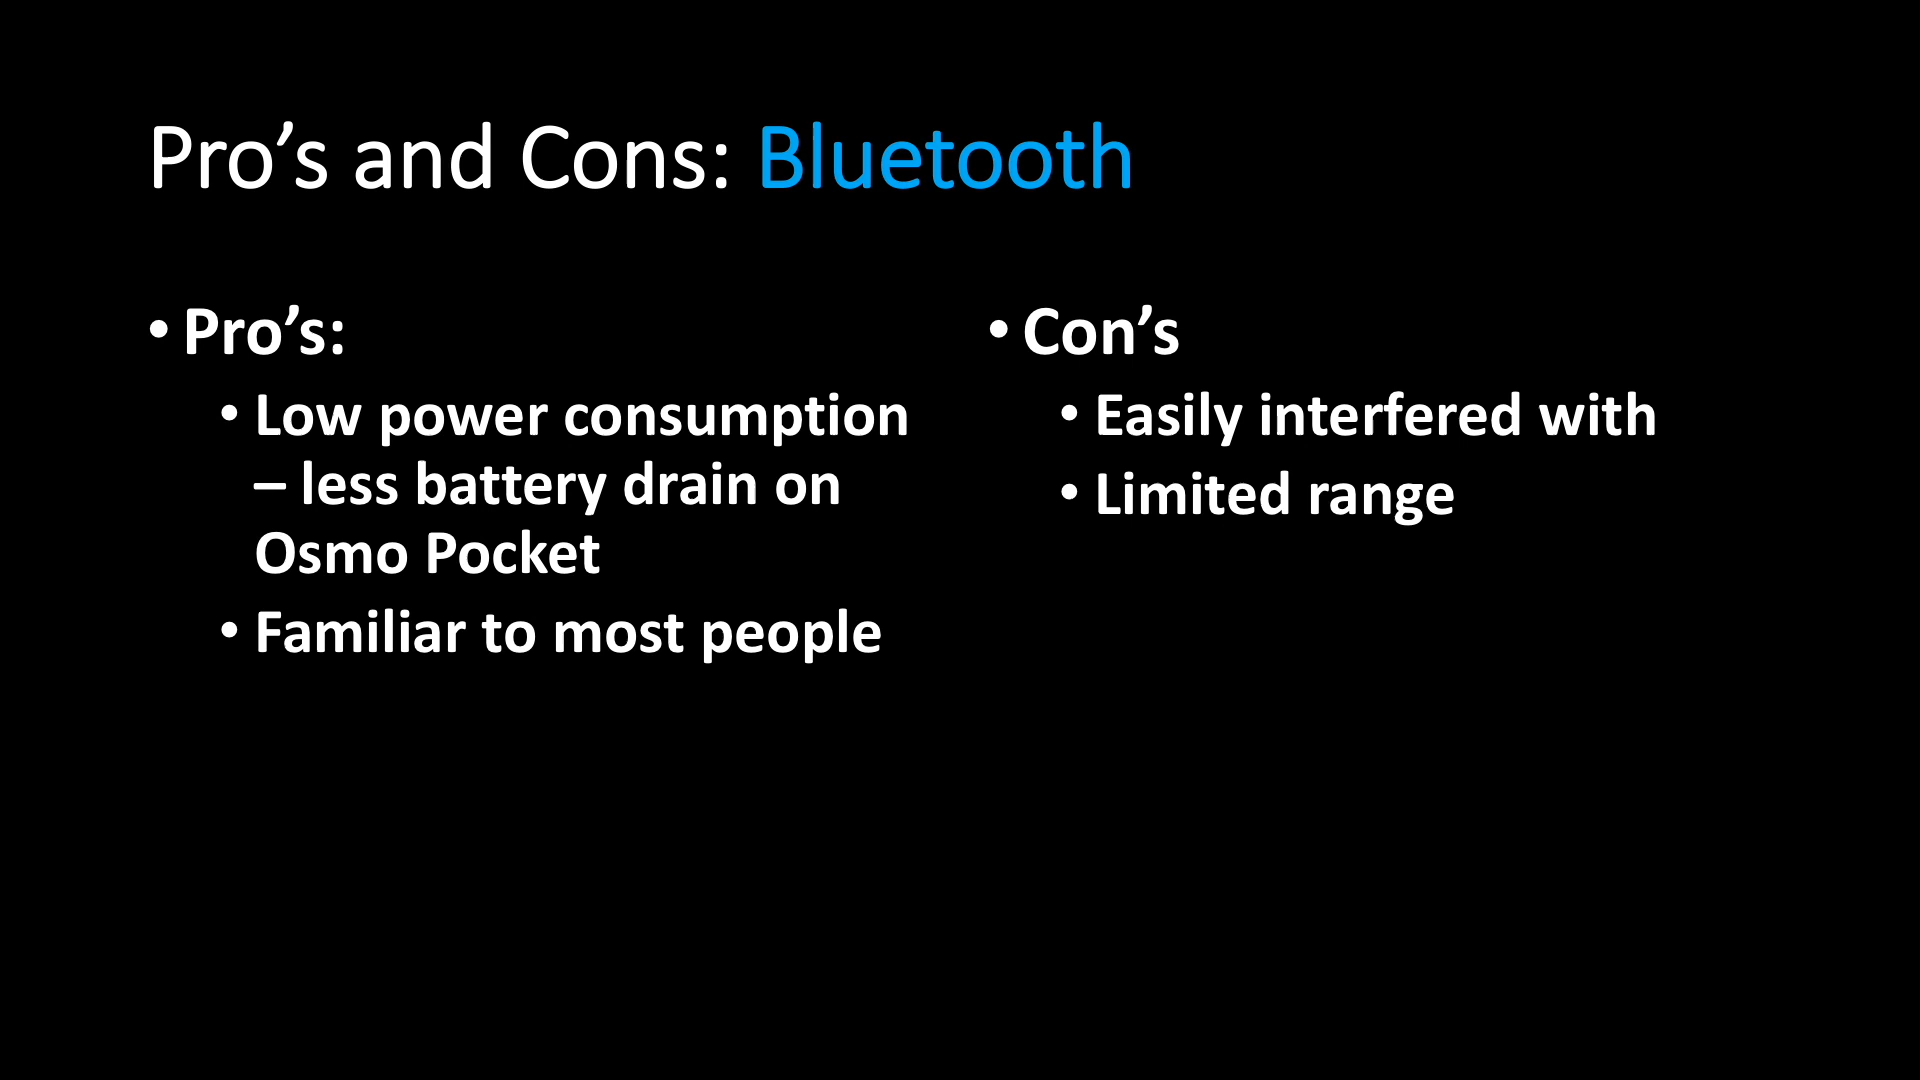 Pro’s and Cons: Bluetooth
• Pro’s:
• Low power consumption
– less battery drain on
Osmo Pocket
• Familiar to most people
• Con’s
• Easily interfered with
• Limited range